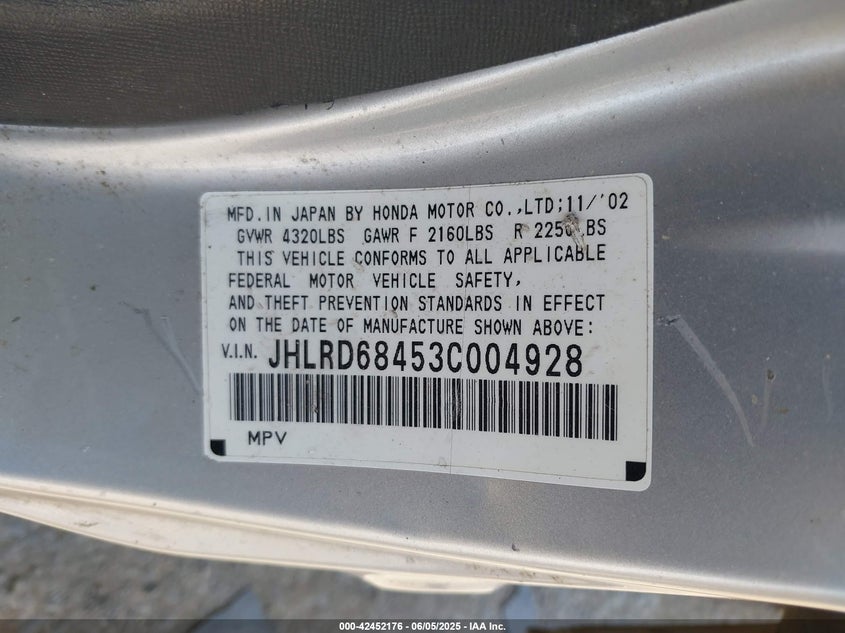 MFD. IN JAPAN BY HONDA MOTOR CO.,LTD;11/'02
GVWR 4320LBS GAWR F 2160LBS R 2250LBS
THIS VEHICLE CONFORMS TO ALL APPLICABLE
FEDERAL MOTOR VEHICLE SAFETY,
AND THEFT PREVENTION STANDARDS IN EFFECT
ON THE DATE OF MANUFACTURE SHOWN ABOVE:
V.I.N. JHLRD68453C004928
MPV
000-42452176 | 06/05/2025 - IAA Inc.